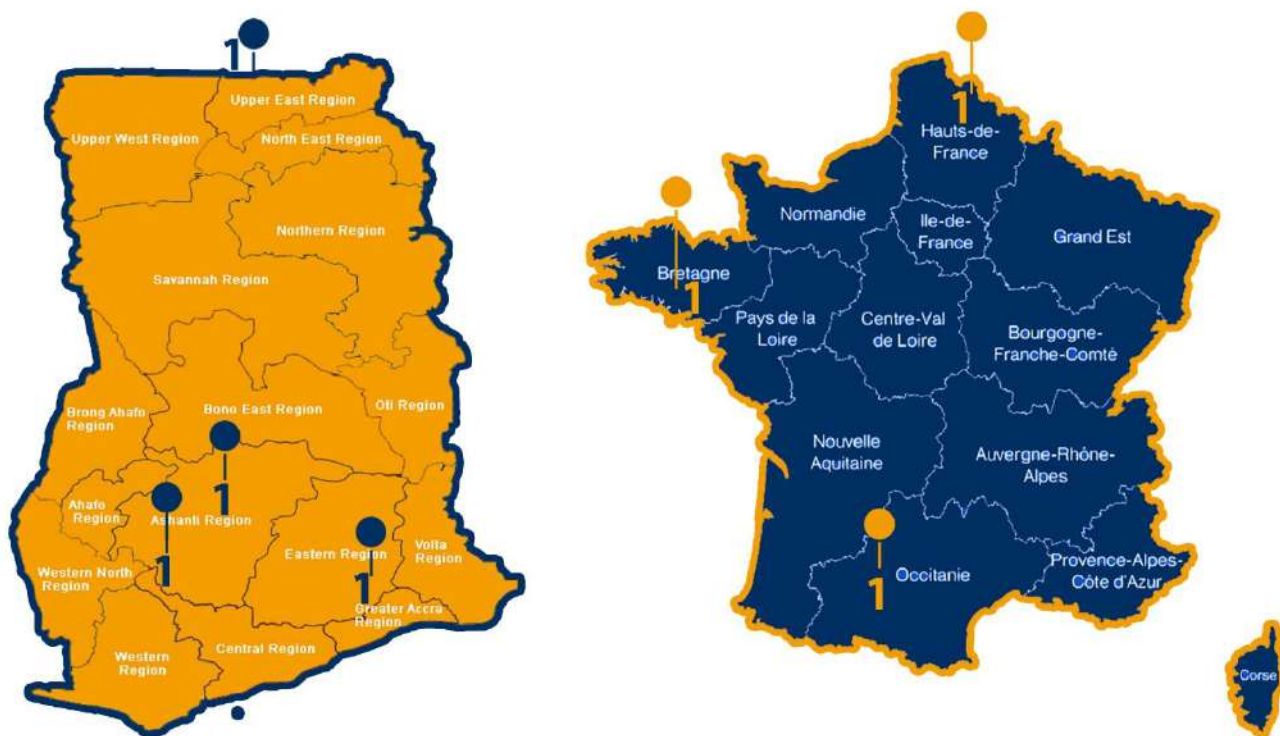 1
Upper East Region
Upper West Region
North East Region
Northern Region
Savannah Region
Brong Ahafo
Region
Bono East Region
Oti Region
1
Ahafo
Region
Ashanti Region
1
Eastern Region
1
Volta
Region
Western North
Region
Greater Accra
Region
Western
Region
Central Region
1
Hauts-de-
France
Normandie
Ile-de-
France
Grand Est
Bretagne
1
Pays de la
Loire
Centre-Val
de Loire
Bourgogne-
Franche-Comté
Nouvelle
Aquitaine
Auvergne-Rhône-
Alpes
1
Occitanie
Provence-Alpes-
Côte d'Azur
Corse